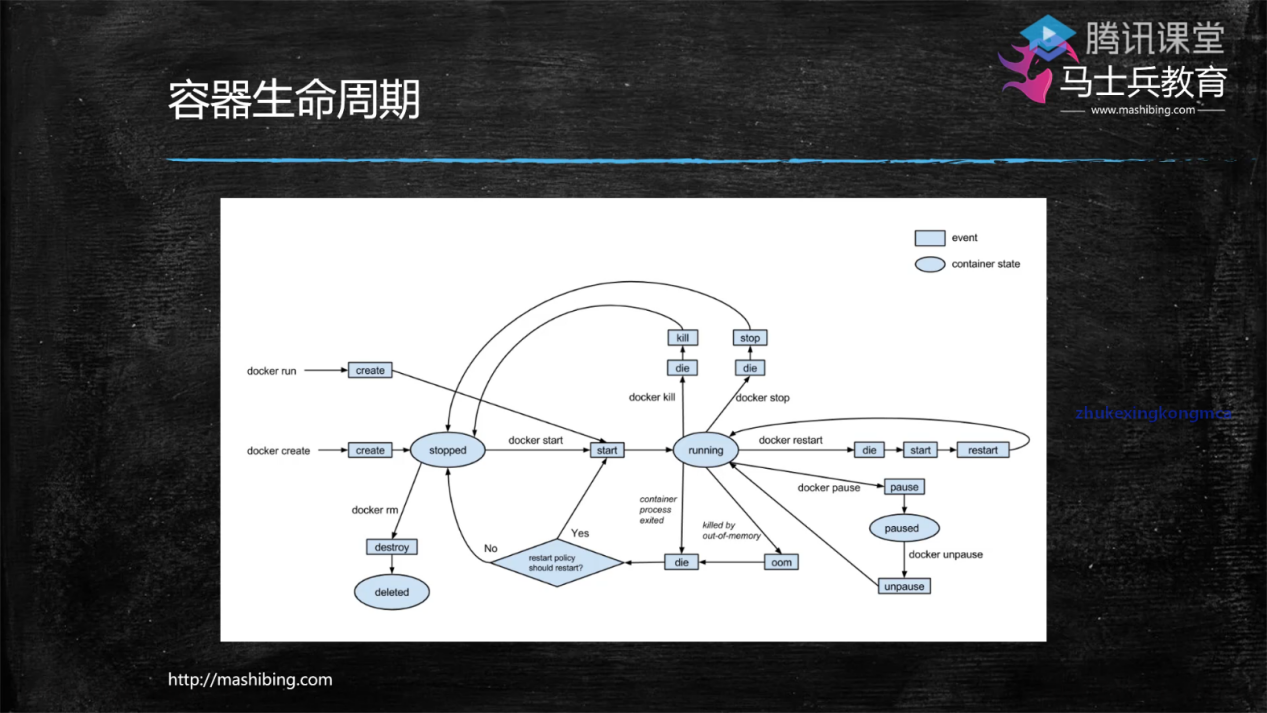 腾讯课堂
马士兵教育
www.mashibing.com
容器生命周期
event
container state
kill
stop
docker run
create
die
die
docker kill
docker stop
docker create
create
stopped
docker start
start
running
docker restart
die
start
restart
docker rm
container
process
exited
killed by
out-of-memory
docker pause
pause
paused
docker unpause
unpause
destroy
deleted
No
Yes
restart policy
should restart?
die
oom
zhukexingkongmca
http://mashibing.com